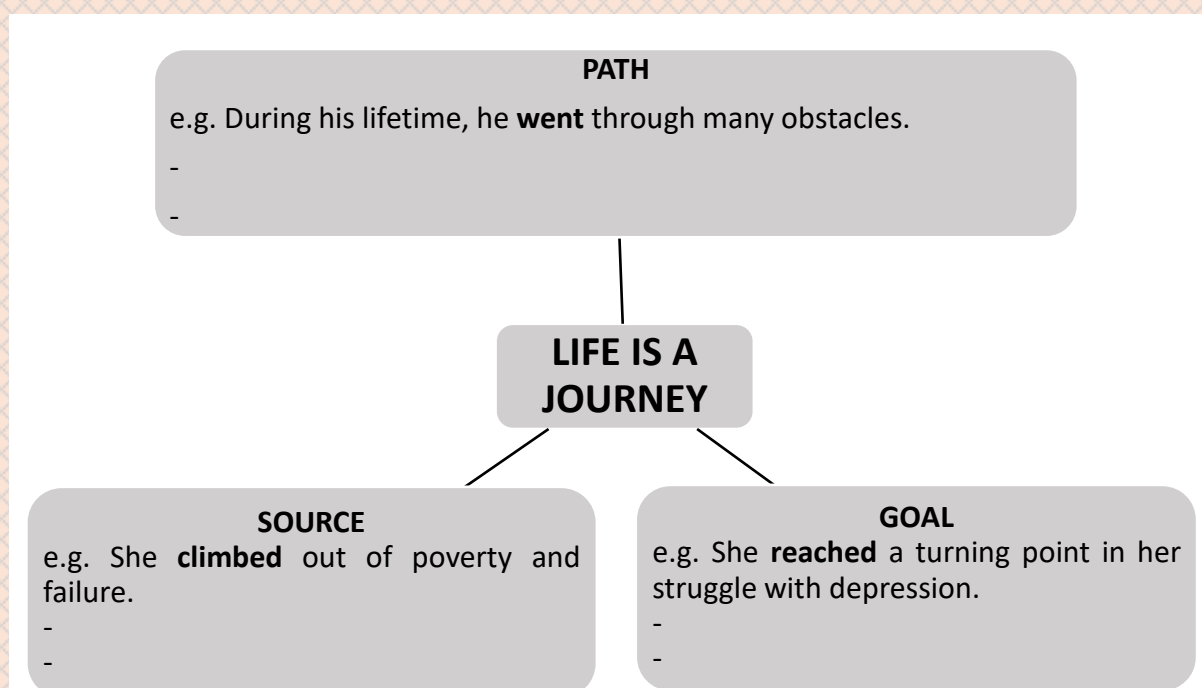 PATH
e.g. During his lifetime, he went through many obstacles.
-
-
LIFE IS A
JOURNEY
SOURCE
e.g. She climbed out of poverty and
failure.
-
-
GOAL
e.g. She reached a turning point in her
struggle with depression.
-
-